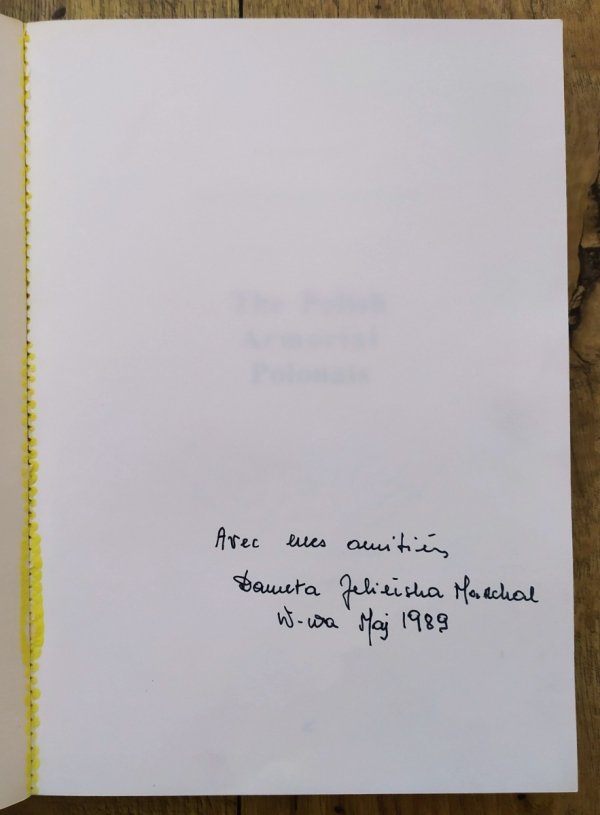 The Polish
Armorial
Polonais
Avec mes amitiés
Danuta Marchal
W-wa Maj 1989